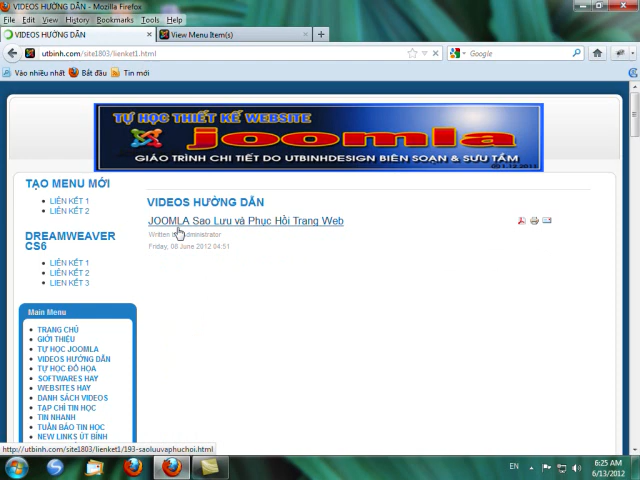 VIDEOS HƯỚNG DẪN - Mozilla Firefox
File Edit View History Bookmarks Tools Help
VIDEOS HƯỚNG DẪN
View Menu Item(s)
utbinh.com/site1803/lienket1.html
Google
Vào nhiều nhất Bắt đầu Tin mới
TỰ HỌC THIẾT KẾ WEBSITE
joomla
GIÁO TRÌNH CHI TIẾT DO UTBINHDESIGN BIÊN SOẠN & SƯU TẦM
TẠO MENU MỚI
LIÊN KẾT 1
LIÊN KẾT 2
DREAMWEAVER CS6
LIÊN KẾT 1
LIÊN KẾT 2
LIÊN KẾT 3
Main Menu
TRANG CHỦ
GIỚI THIỆU
TỰ HỌC JOOMLA
VIDEOS HƯỚNG DẪN
TỰ HỌC ĐỒ HỌA
SOFTWARES HAY
WEBSITES HAY
DANH SÁCH VIDEOS
TẠP CHÍ TIN HỌC
TIN NHANH
TUẦN BÁO TIN HỌC
NEW LINKS ÚT BÌNH
VIDEOS HƯỚNG DẪN
JOOMLA Sao Lưu và Phục Hồi Trang Web
Written by Administrator
Friday, 08 June 2012 04:51
http://utbinh.com/site1803/lienket1/193-saoluuvaphuchoi.html
EN
6:25 AM
6/13/2012